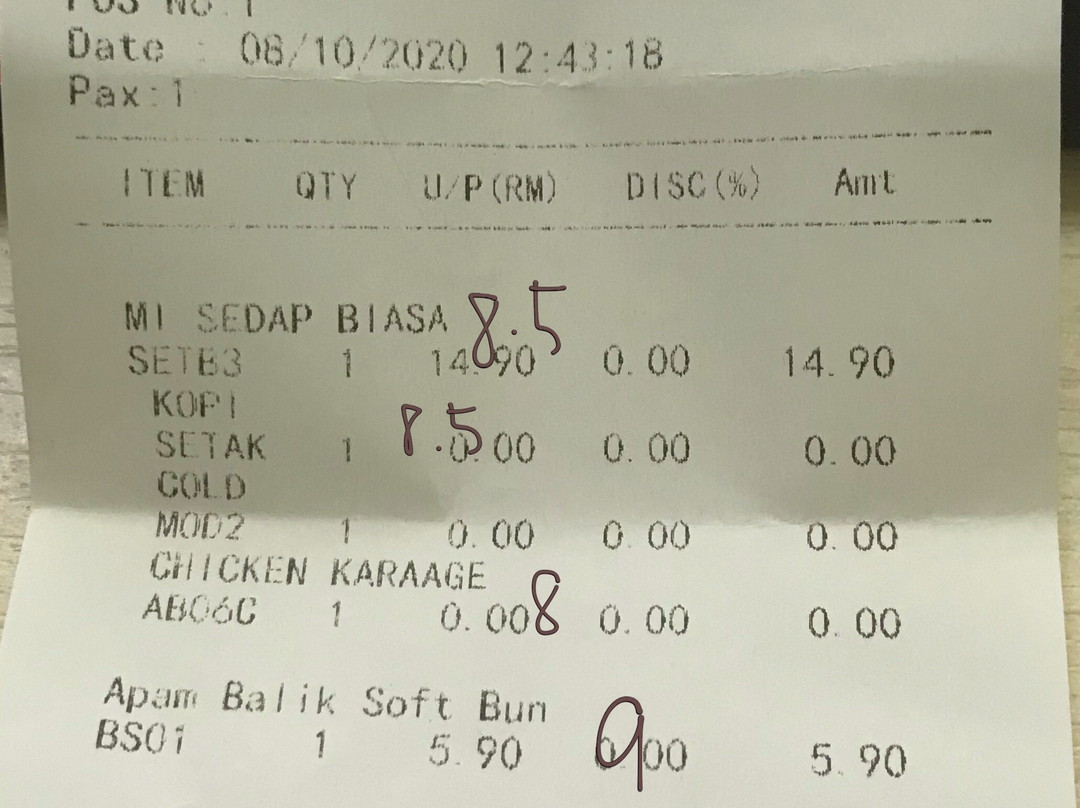 Date : 08/10/2020 12:43:18
Pax:1
ITEM QTY U/P(RM) DISC(%) Amt
MI SEDAP BIASA 8.5
SETB3 1 14.90 0.00 14.90
KOPI
SETAK 1 8.5 0.00 0.00 0.00
COLD
MOD2 1 0.00 0.00 0.00
CHICKEN KARAAGE
AB06C 1 0.00 8 0.00 0.00
Apam Balik Soft Bun
BS01 1 5.90 9 0.00 5.90